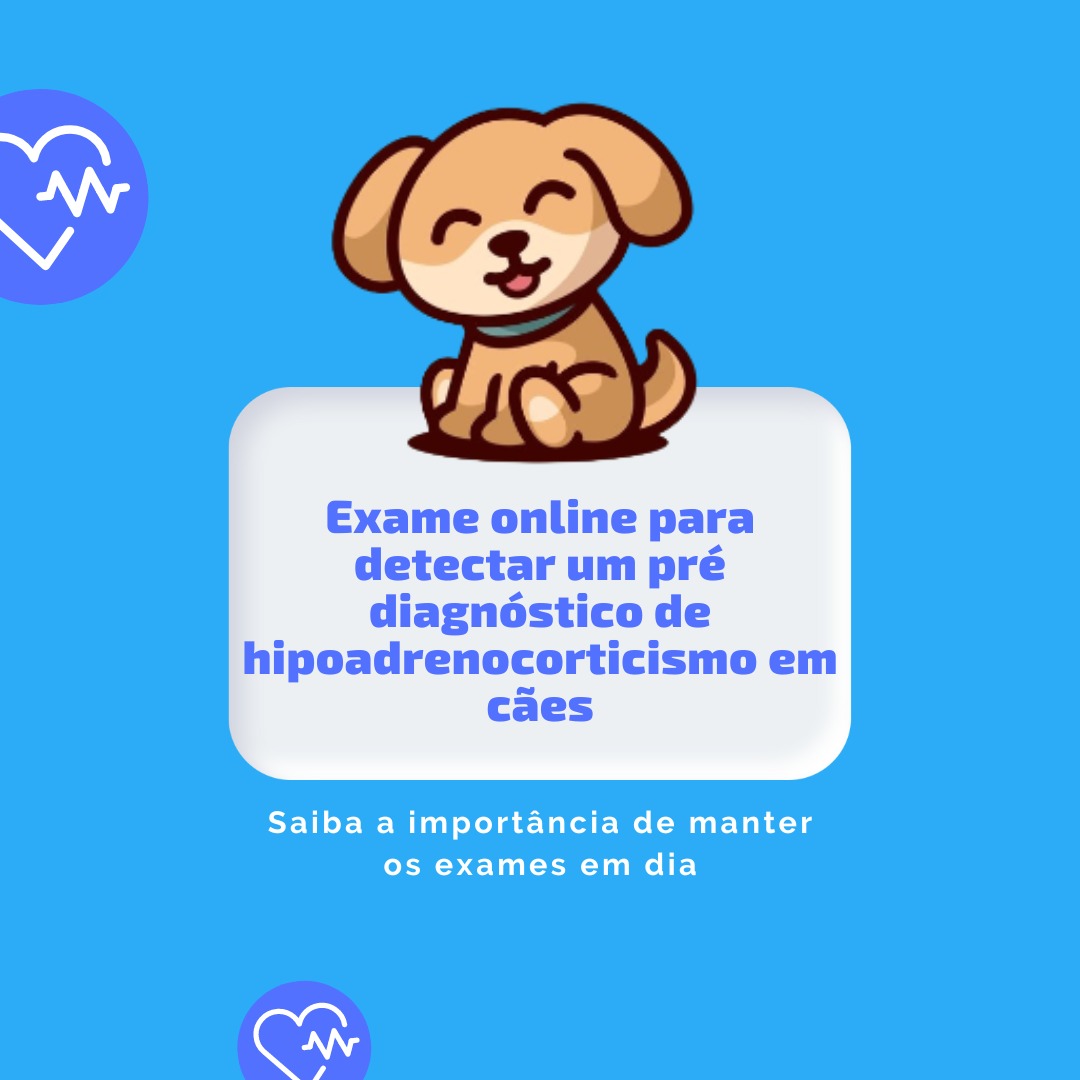 Exame online para
detectar um pré
diagnóstico de
hipoadrenocorticismo em
cães
Saiba a importância de manter
os exames em dia